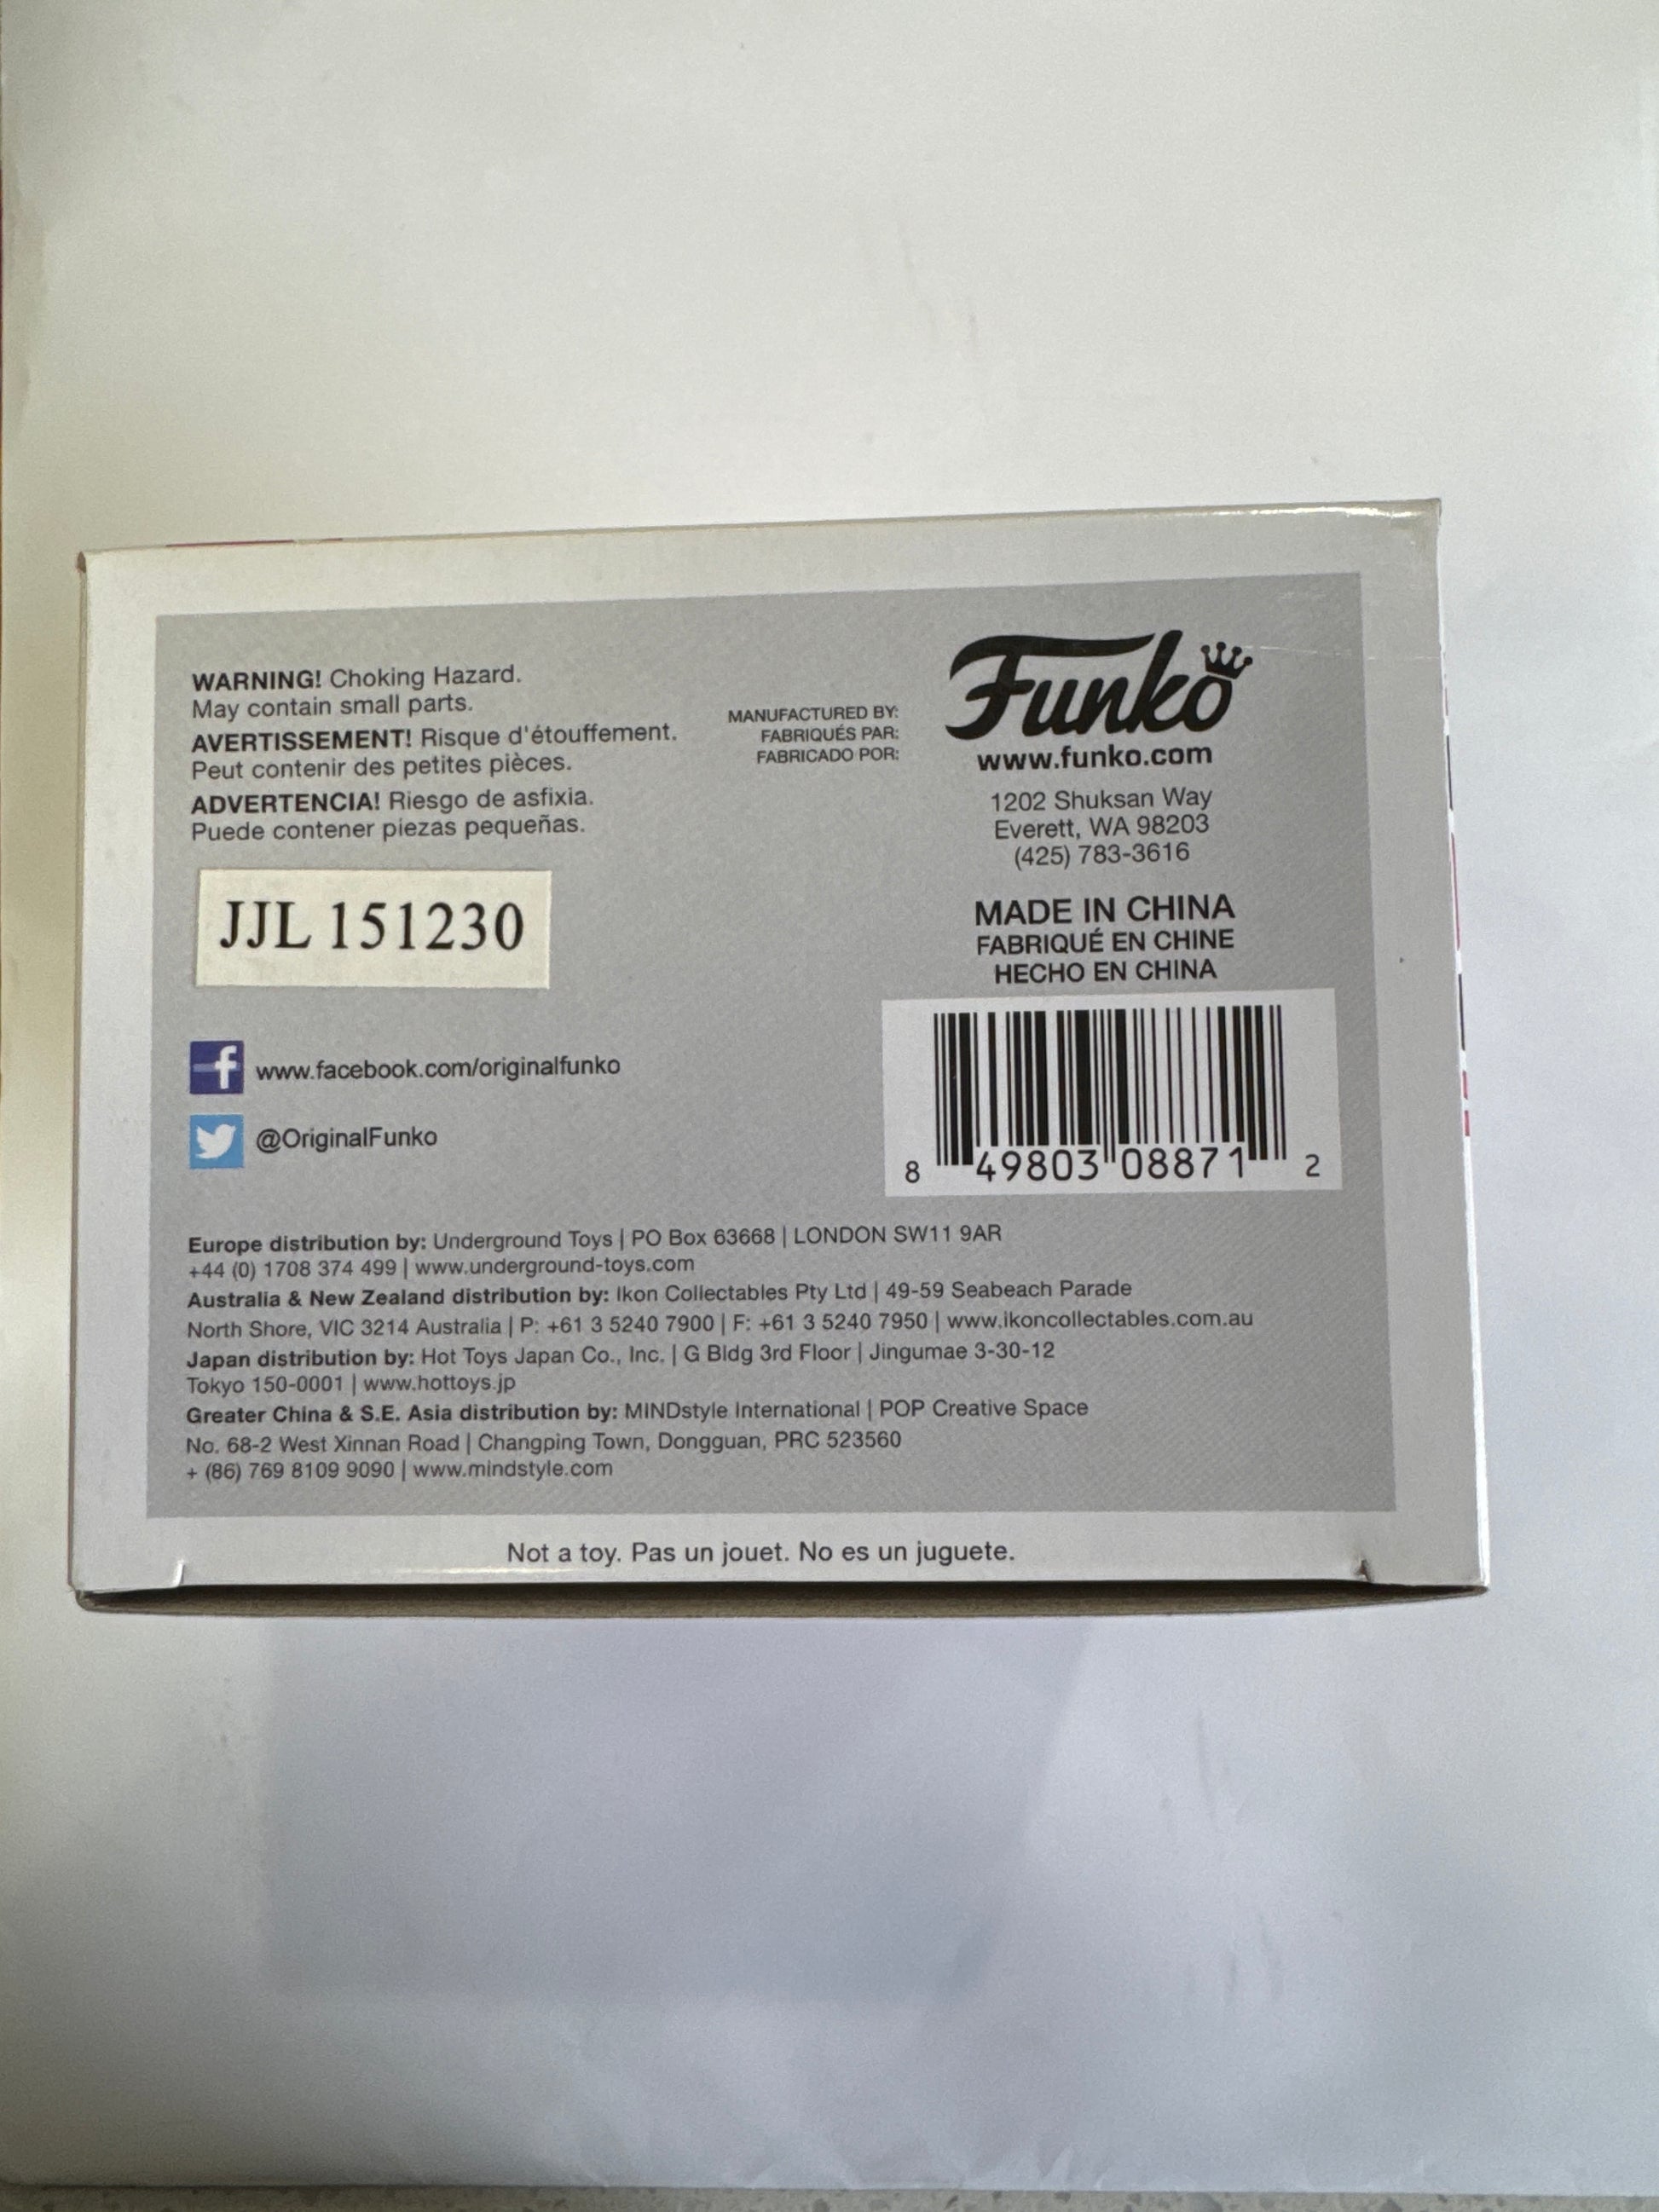 WARNING! Choking Hazard.
May contain small parts.
AVERTISSEMENT! Risque d'étouffement.
Peut contenir des petites pièces.
ADVERTENCIA! Riesgo de asfixia.
Puede contener piezas pequeñas.
MANUFACTURED BY:
FABRIQUÉS PAR:
FABRICADO POR:
Funko
www.funko.com
1202 Shuksan Way
Everett, WA 98203
(425) 783-3616
MADE IN CHINA
FABRIQUÉ EN CHINE
HECHO EN CHINA
JJL 151230
f www.facebook.com/originalfunko
@OriginalFunko
8 49803 08871 2
Europe distribution by: Underground Toys | PO Box 63668 | LONDON SW11 9AR
+44 (0) 1708 374 499 | www.underground-toys.com
Australia & New Zealand distribution by: Ikon Collectables Pty Ltd | 49-59 Seabeach Parade
North Shore, VIC 3214 Australia | P: +61 3 5240 7900 | F: +61 3 5240 7950 | www.ikoncollectables.com.au
Japan distribution by: Hot Toys Japan Co., Inc. | G Bldg 3rd Floor | Jingumae 3-30-12
Tokyo 150-0001 | www.hottoys.jp
Greater China & S.E. Asia distribution by: MINDstyle International | POP Creative Space
No. 68-2 West Xinnan Road | Changping Town, Dongguan, PRC 523560
+ (86) 769 8109 9090 | www.mindstyle.com
Not a toy. Pas un jouet. No es un juguete.